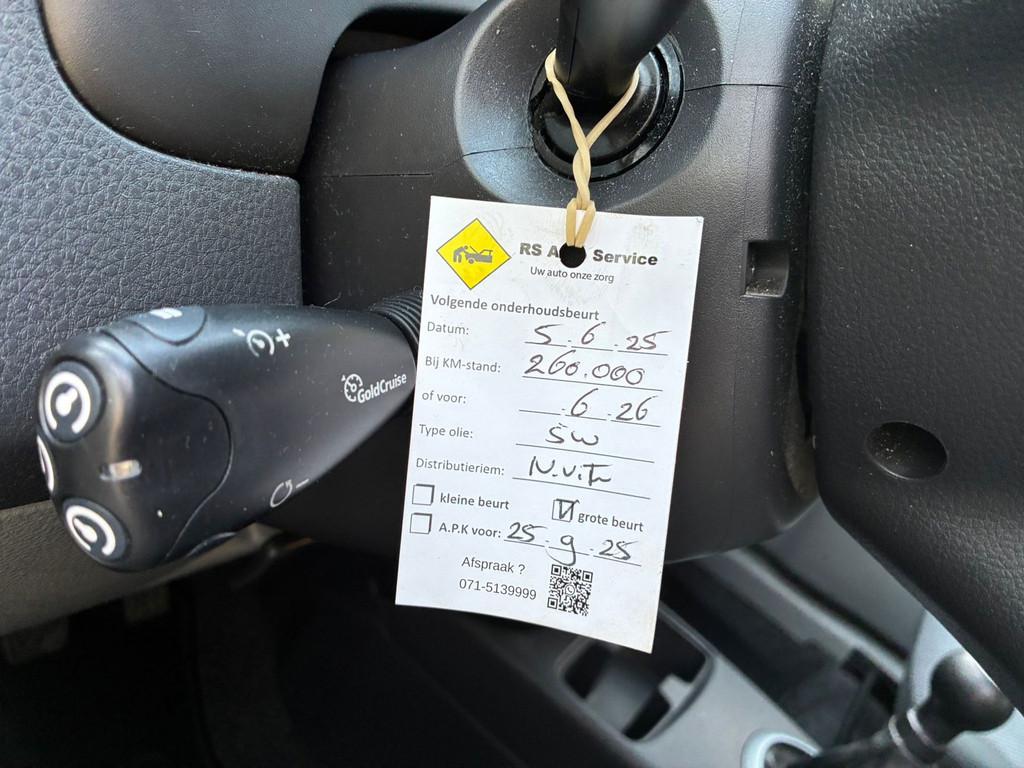 RS A Service
Uw auto onze zorg
Volgende onderhoudsbeurt
Datum: 5.6.25
Bij KM-stand: 260.000
of voor: .6.26
Type olie: 5w
Distributieriem:
kleine beurt V grote beurt
A.P.K voor: 25.9.25
Afspraak ?
071-5139999
GoldCruise
+
-